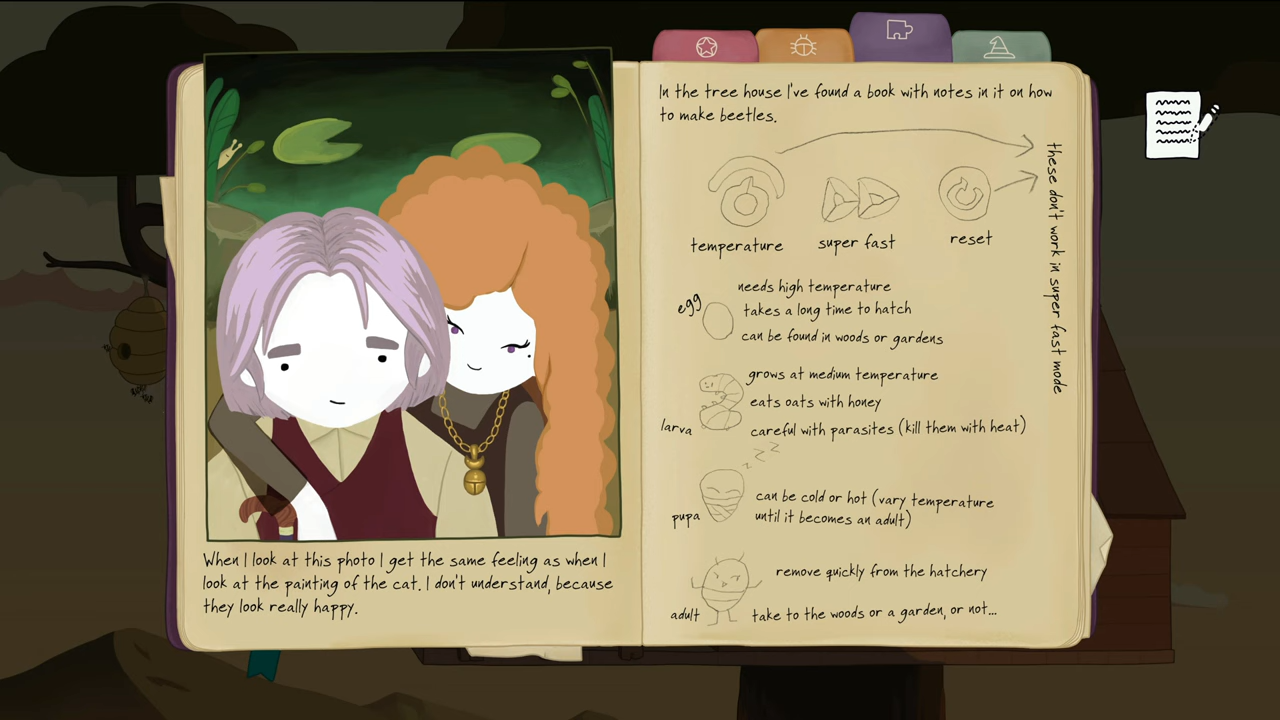 When I look at this photo I get the same feeling as when I
look at the painting of the cat. I don't understand, because
they look really happy.
In the tree house I've found a book with notes in it on how
to make beetles.
temperature
super fast
reset
these don't work in super fast mode
egg
needs high temperature
takes a long time to hatch
can be found in woods or gardens
larva
grows at medium temperature
eats oats with honey
careful with parasites (kill them with heat)
z z z
pupa
can be cold or hot (vary temperature
until it becomes an adult)
adult
remove quickly from the hatchery
take to the woods or a garden, or not...